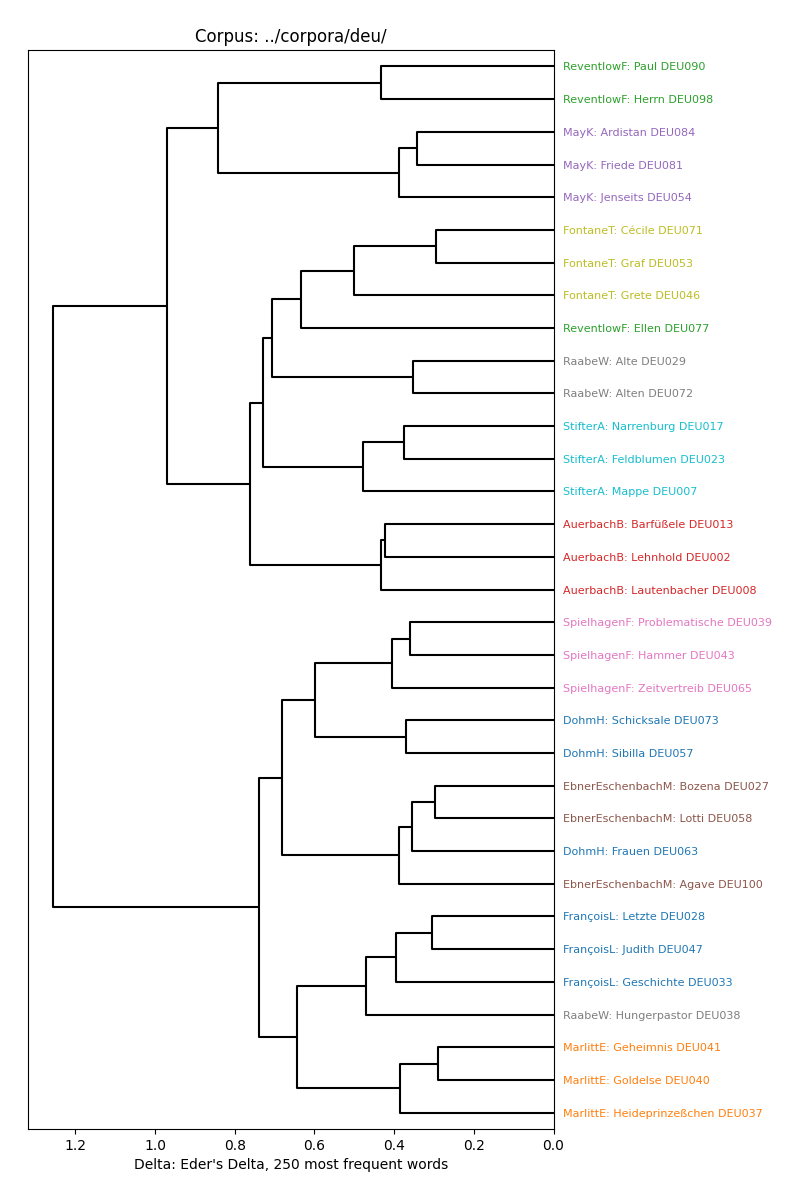 Corpus: ../corpora/deu/
ReventlowF: Paul DEU090
ReventlowF: Herrn DEU098
MayK: Ardistan DEU084
MayK: Friede DEU081
MayK: Jenseits DEU054
FontaneT: Cécile DEU071
FontaneT: Graf DEU053
FontaneT: Grete DEU046
ReventlowF: Ellen DEU077
RaabeW: Alte DEU029
RaabeW: Alten DEU072
StifterA: Narrenburg DEU017
StifterA: Feldblumen DEU023
StifterA: Mappe DEU007
AuerbachB: Barfüßele DEU013
AuerbachB: Lehnhold DEU002
AuerbachB: Lautenbacher DEU008
SpielhagenF: Problematische DEU039
SpielhagenF: Hammer DEU043
SpielhagenF: Zeitvertreib DEU065
DohmH: Schicksale DEU073
DohmH: Sibilla DEU057
EbnerEschenbachM: Bozena DEU027
EbnerEschenbachM: Lotti DEU058
DohmH: Frauen DEU063
EbnerEschenbachM: Agave DEU100
FrançoisL: Letzte DEU028
FrançoisL: Judith DEU047
FrançoisL: Geschichte DEU033
RaabeW: Hungerpastor DEU038
MarlittE: Geheimnis DEU041
MarlittE: Goldelse DEU040
MarlittE: Heideprinzeßchen DEU037
1.2 1.0 0.8 0.6 0.4 0.2 0.0
Delta: Eder's Delta, 250 most frequent words